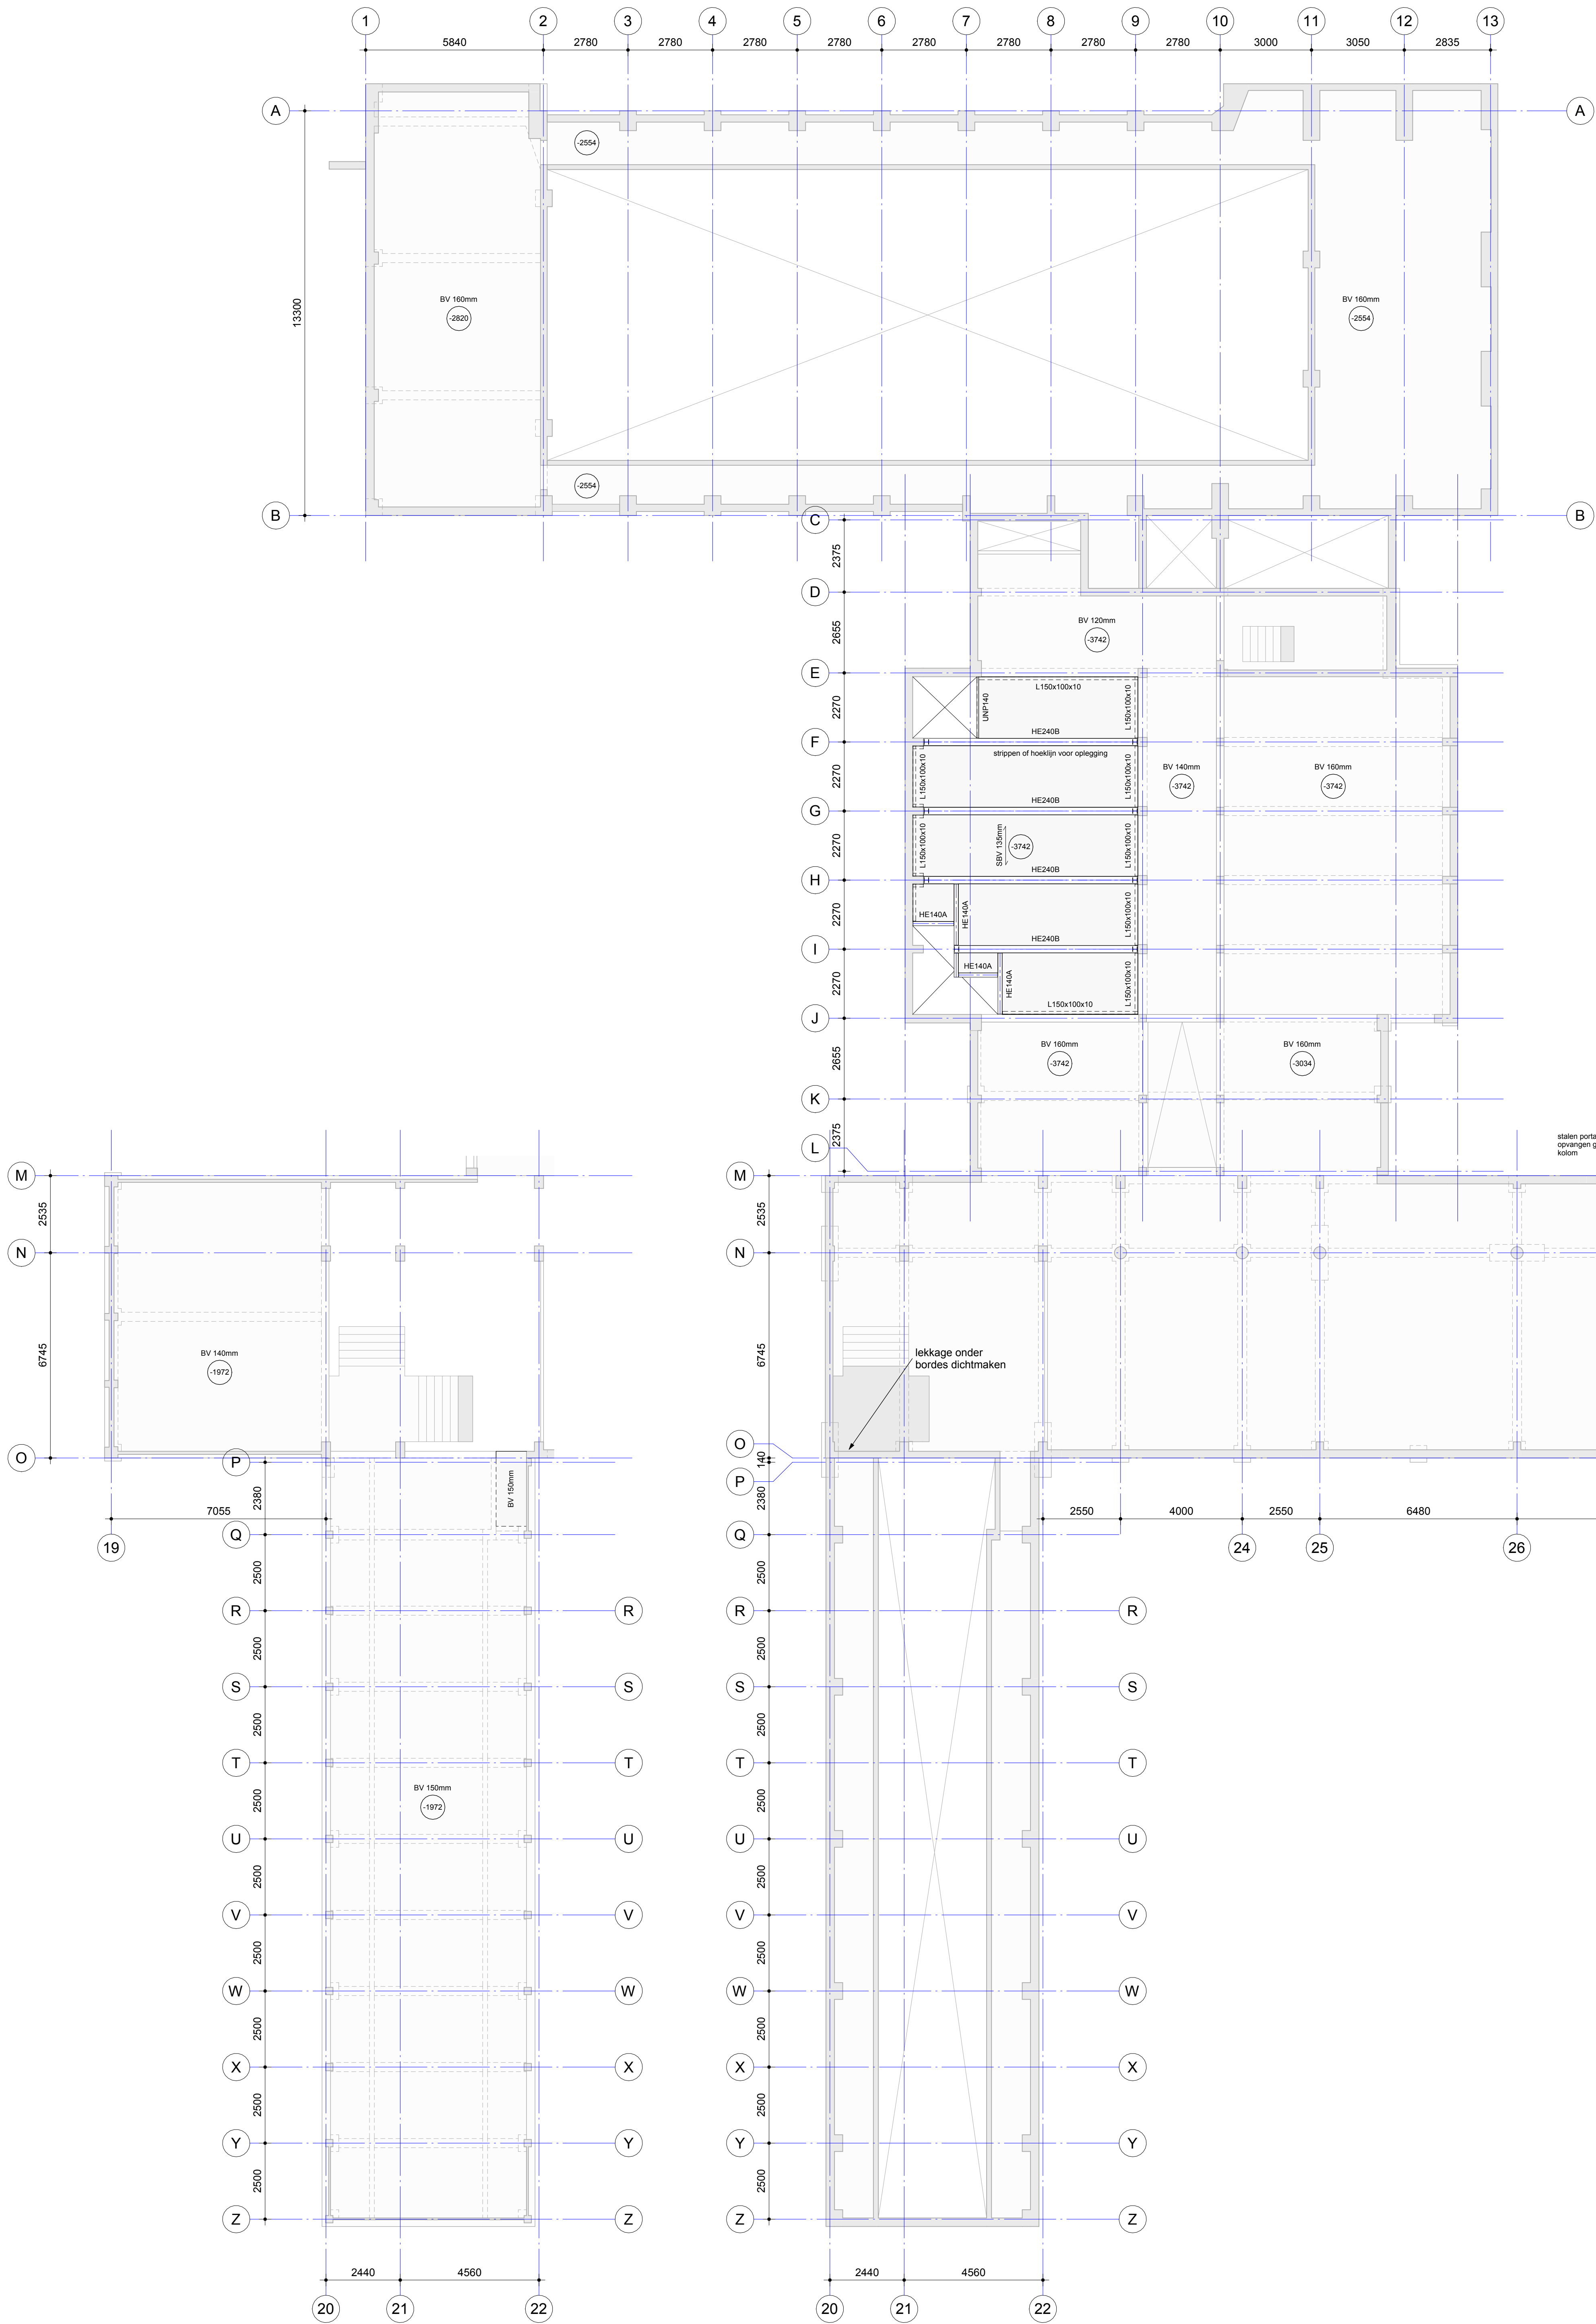 1 2 3 4 5 6 7 8 9 10 11 12 13
5840 2780 2780 2780 2780 2780 2780 2780 2780 3000 3050 2835
A A
-2554
13300
BV 160mm
-2820
BV 160mm
-2554
-2554
B B
C
2375
D
2655
BV 120mm
-3742
E
2270
L150x100x10
UNP140
L150x100x10
HE240B
F
strippen of hoeklijn voor oplegging
2270
L150x100x10
L150x100x10
BV 140mm
-3742
BV 160mm
-3742
HE240B
G
2270
L150x100x10
SBV 135mm
-3742
L150x100x10
HE240B
H
2270
HE140A
HE140A
L150x100x10
HE240B
I
2270
HE140A
HE140A
L150x100x10
L150x100x10
J
2655
BV 160mm
-3742
BV 160mm
-3034
K
2375
L
stalen porta
opvangen g
kolom
M M
2535 2535
N N
6745 6745
BV 140mm
-1972
lekkage onder
bordes dichtmaken
O O
P P
140
BV 150mm
2380 2380
7055
2550 4000 2550 6480
Q Q
19 24 25 26
2500 2500
R R R R
2500 2500
S S S S
2500 2500
T T T T
BV 150mm
-1972
2500 2500
U U U U
2500 2500
V V V V
2500 2500
W W W W
2500 2500
X X X X
2500 2500
Y Y Y Y
2500 2500
Z Z Z Z
2440 4560 2440 4560
20 21 22 20 21 22